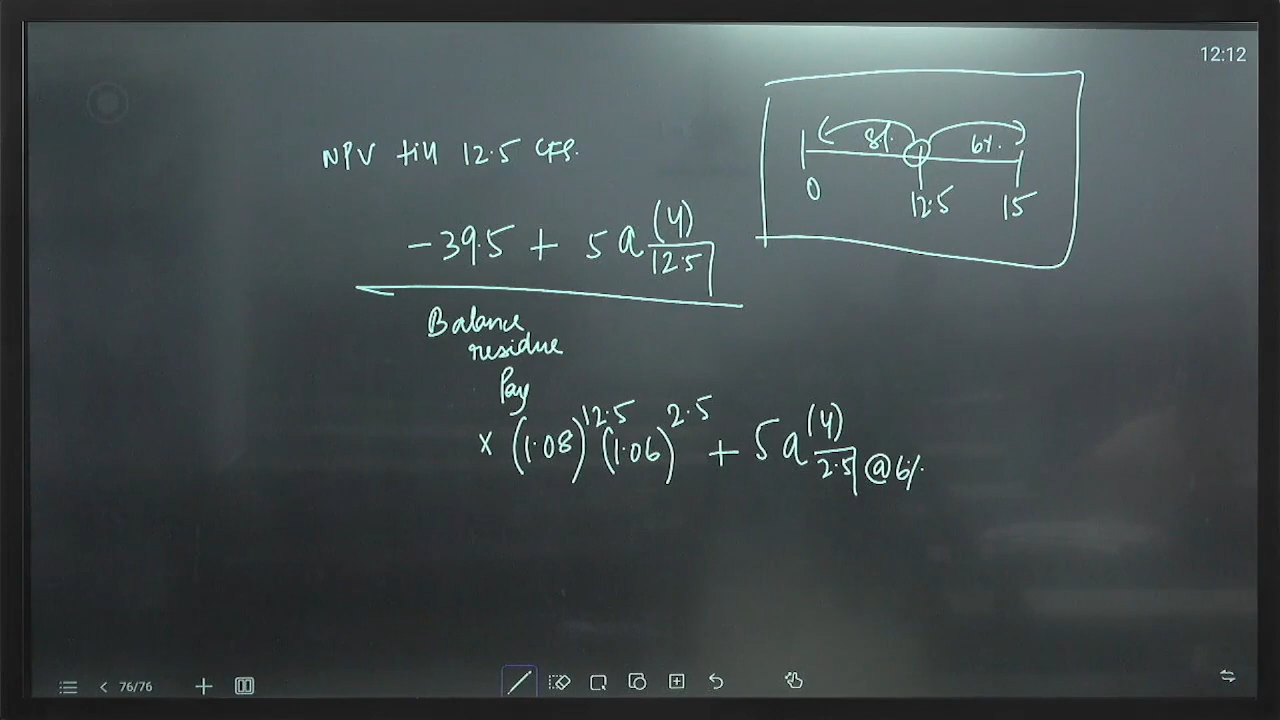 12:12
NPV till 12.5 CFS.
8%. 6%.
0 12.5 15
-39.5 + 5 a (4) 12.5
Balance
residue
Pay
x (1.08)^12.5 (1.06)^2.5 + 5 a (4) 2.5 @ 6%.
76/76